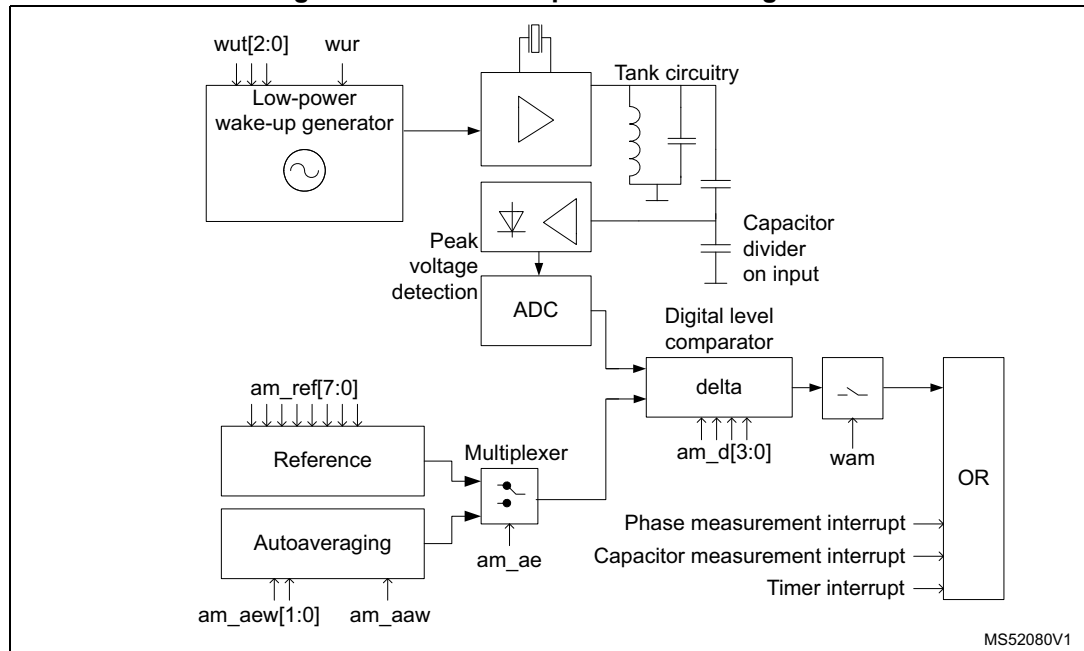 wut[2:0]
wur
Low-power
wake-up generator
Tank circuitry
Capacitor
divider
on input
Peak
voltage
detection
ADC
Digital level
comparator
delta
am_d[3:0]
wam
am_ref[7:0]
Reference
Multiplexer
Autoaveraging
am_ae
am_aew[1:0]
am_aaw
OR
Phase measurement interrupt
Capacitor measurement interrupt
Timer interrupt
MS52080V1